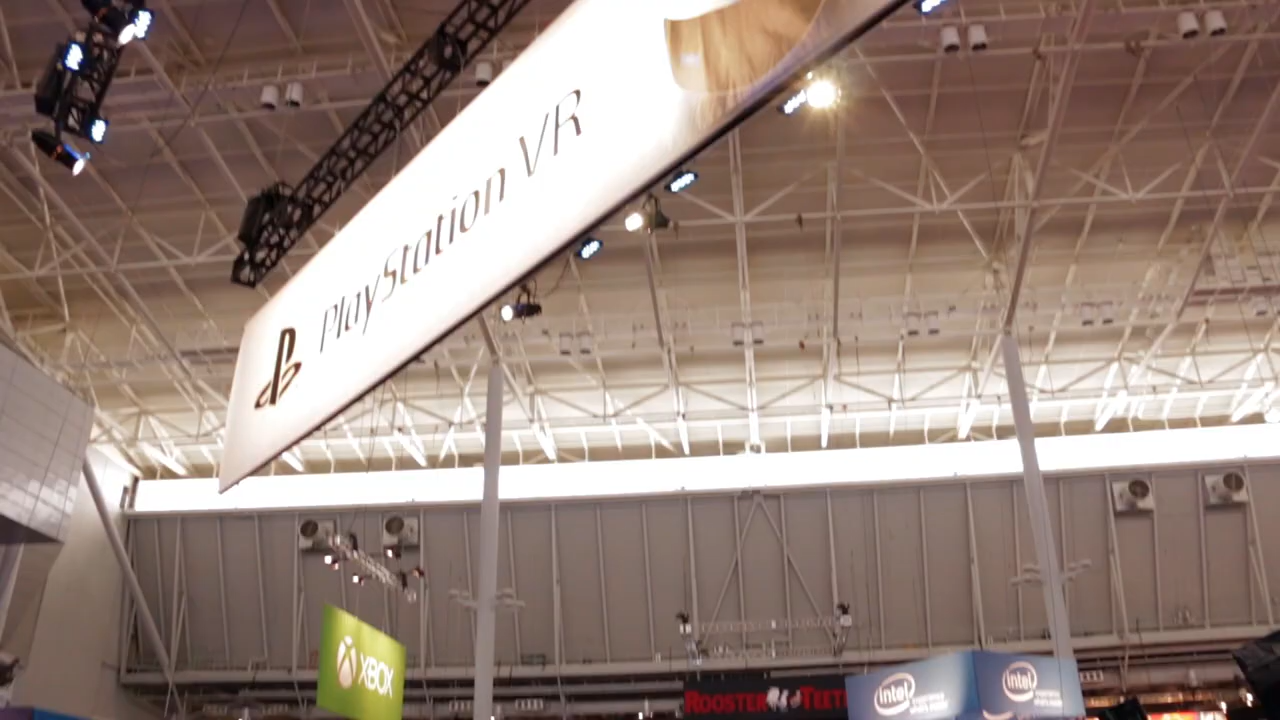 PlayStation VR
XBOX
ROOSTER TEETH
intel
intel